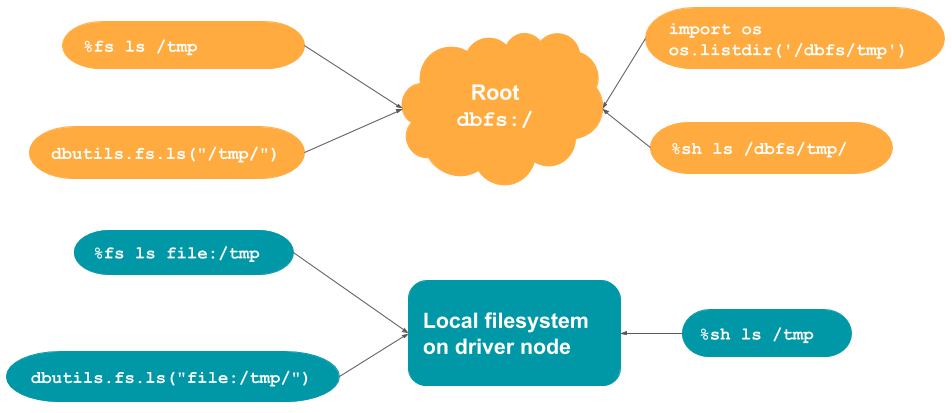 %fs ls /tmp
dbutils.fs.ls("/tmp/")
Root
dbfs:/
import os
os.listdir('/dbfs/tmp')
%sh ls /dbfs/tmp/
%fs ls file:/tmp
dbutils.fs.ls("file:/tmp/")
Local filesystem
on driver node
%sh ls /tmp